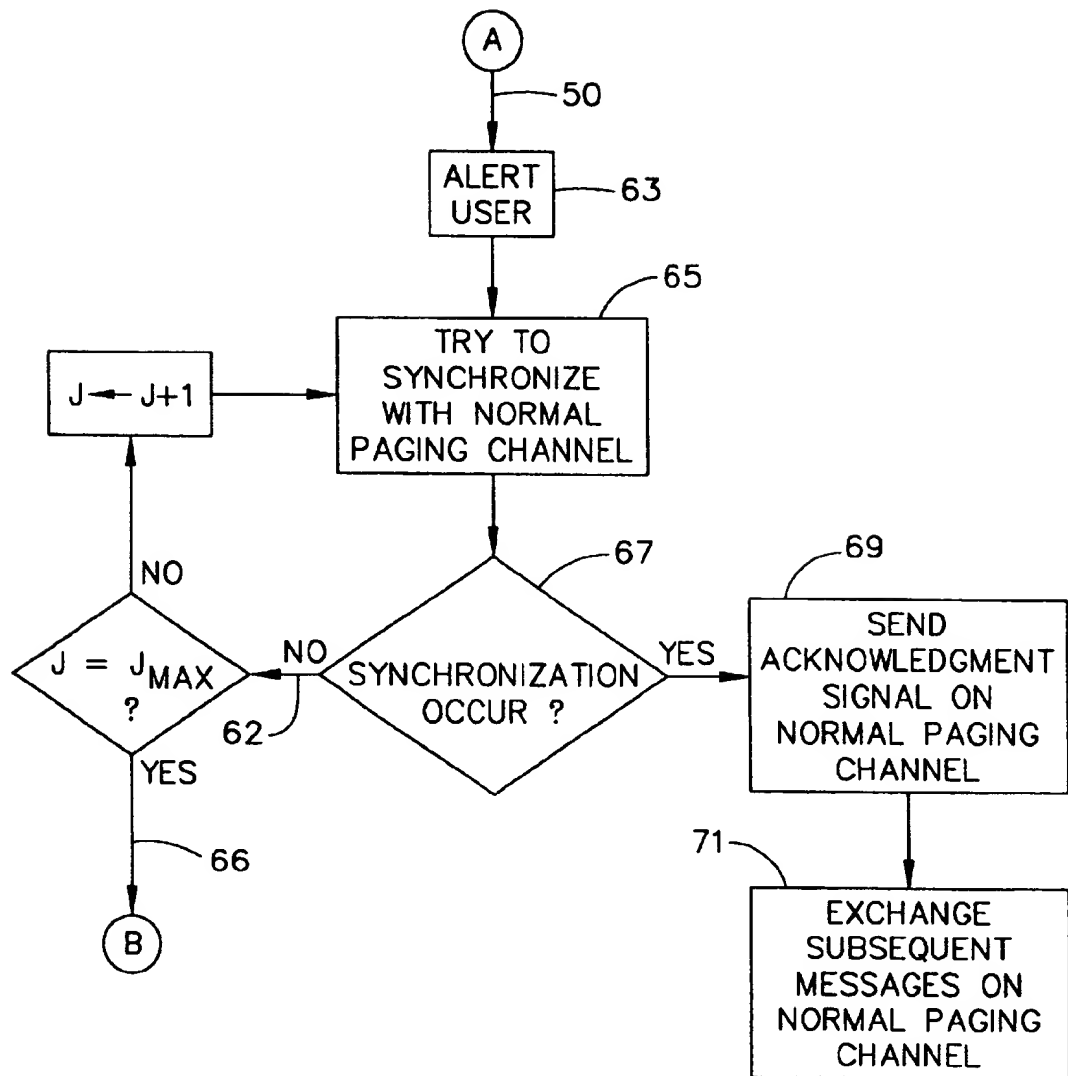 A
50
ALERT
USER
63
65
TRY TO
SYNCHRONIZE
WITH NORMAL
PAGING CHANNEL
J ← J+1
67
NO
J = JMAX
?
NO
62
SYNCHRONIZATION
OCCUR ?
YES
69
SEND
ACKNOWLEDGMENT
SIGNAL ON
NORMAL PAGING
CHANNEL
YES
66
B
71
EXCHANGE
SUBSEQUENT
MESSAGES ON
NORMAL PAGING
CHANNEL